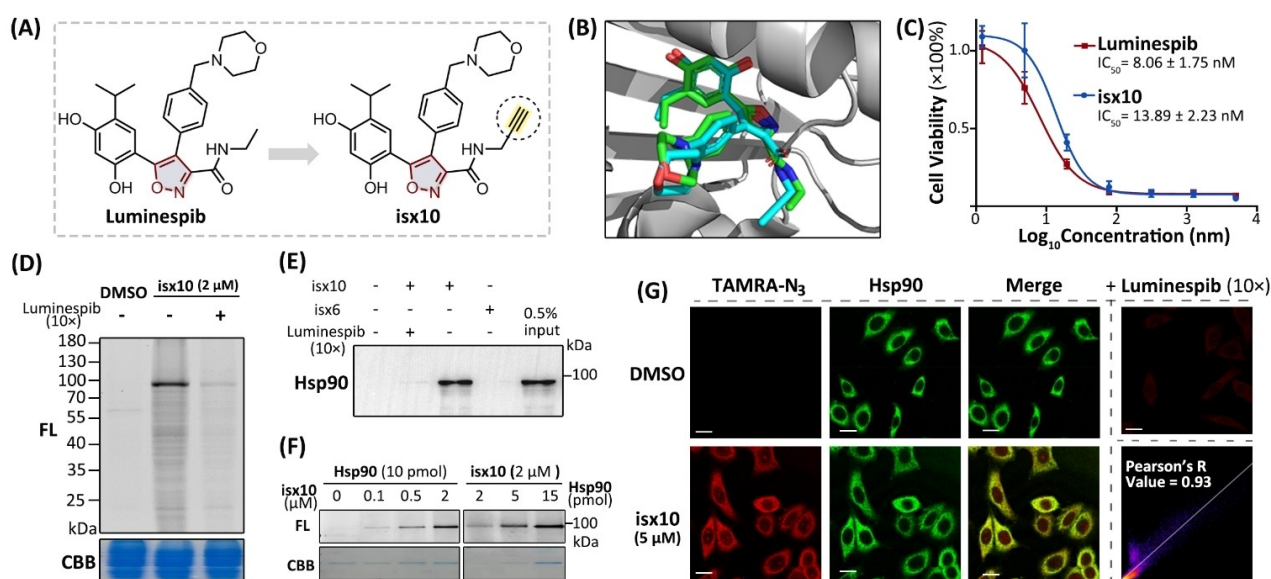 (A)
HO
OH
O
N
HN
O
N
O
Luminespib
HO
OH
O
N
HN
O
N
O
isx10
(B)
(C)
Cell Viability (×100%)
1.0
0.5
0
1
2
3
4
Log10Concentration (nm)
Luminespib
IC50= 8.06 ± 1.75 nM
isx10
IC50= 13.89 ± 2.23 nM
(D)
DMSO isx10 (2 μM)
Luminespib
(10×)
- - +
180
130
100
70
55
40
35
25
kDa
FL
CBB
(E)
isx10 - + + - 0.5%
isx6 - - - + input
Luminespib - + - -
(10×)
kDa
Hsp90
100
(F)
Hsp90 (10 pmol) isx10 (2 μM )
isx10
(μM)
0 0.1 0.5 2 2 5 15
Hsp90
(pmol)
FL
100
kDa
CBB
(G)
TAMRA-N3 Hsp90 Merge + Luminespib (10×)
DMSO
isx10
(5 μM)
Pearson's R
Value = 0.93